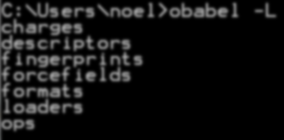 C:\Users\noel>obabel -L
charges
descriptors
fingerprints
forcefields
formats
loaders
ops